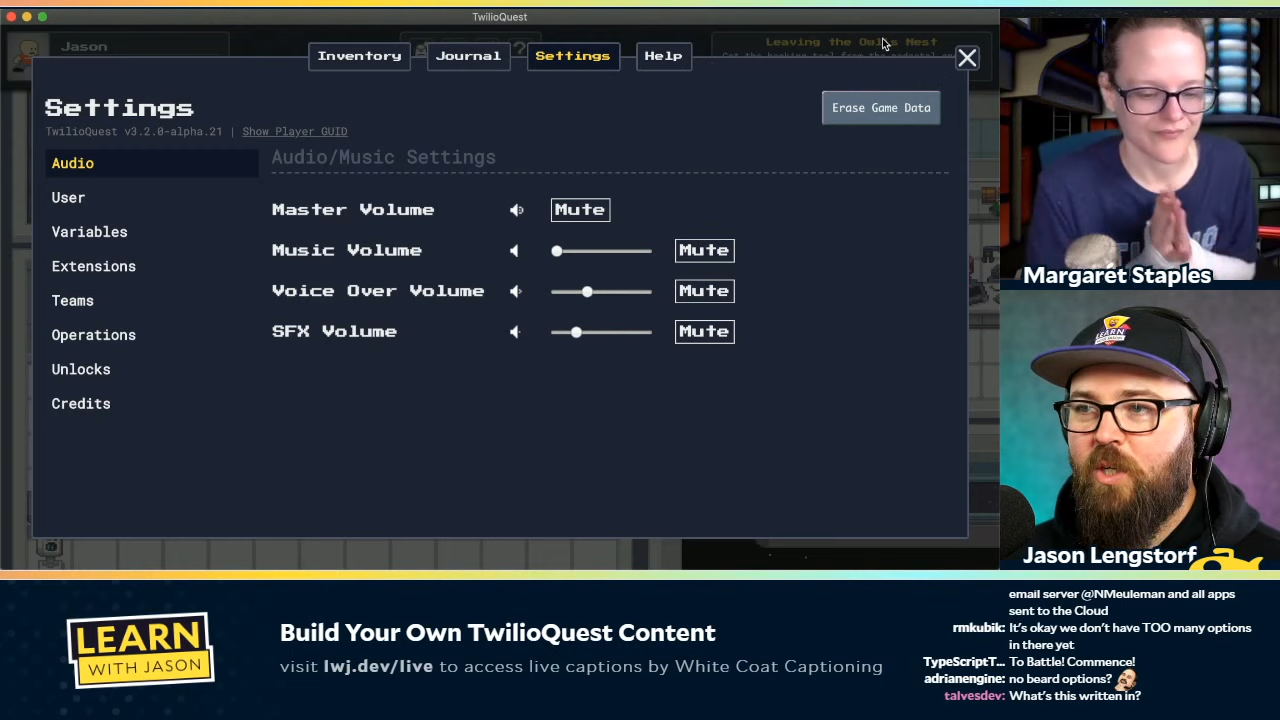 TwilioQuest
Jason
Leaving the Owl's Nest
Inventory
Journal
Settings
Help
Settings
TwilioQuest v3.2.0-alpha.21 | Show Player GUID
Erase Game Data
Audio
User
Variables
Extensions
Teams
Operations
Unlocks
Credits
Audio/Music Settings
Master Volume Mute
Music Volume Mute
Voice Over Volume Mute
SFX Volume Mute
Margaret Staples
Jason Lengstorf
LEARN
WITH JASON
Build Your Own TwilioQuest Content
visit lwj.dev/live to access live captions by White Coat Captioning
email server @NMeuleman and all apps
sent to the Cloud
rmkubik: It's okay we don't have TOO many options
in there yet
TypeScriptT... To Battle! Commence!
adrianengine: no beard options?
talvesdev: What's this written in?